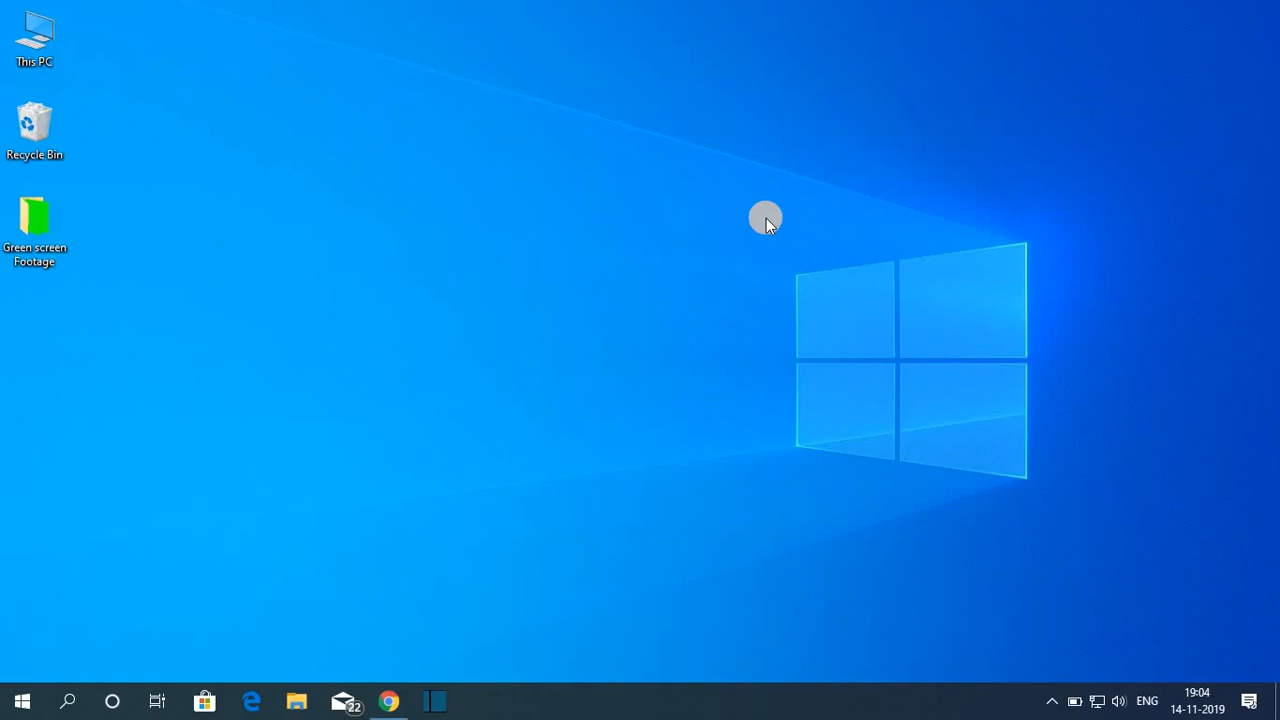 This PC
Recycle Bin
Green screen
Footage
22
ENG
19:04
14-11-2019